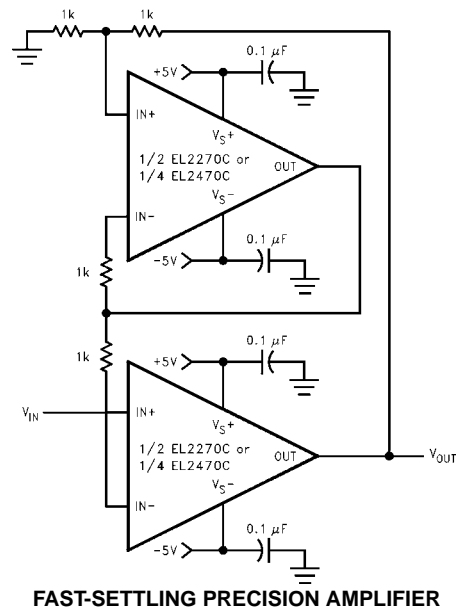 1k 1k
0.1 μF
+5V
IN+
V_S+
1/2 EL2270C or
1/4 EL2470C
OUT
V_S-
IN-
0.1 μF
-5V
1k
1k
0.1 μF
+5V
V_IN
IN+
V_S+
1/2 EL2270C or
1/4 EL2470C
OUT
V_OUT
V_S-
IN-
0.1 μF
-5V
FAST-SETTLING PRECISION AMPLIFIER